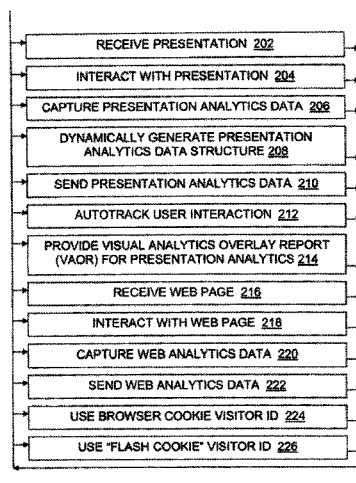 RECEIVE PRESENTATION 202
INTERACT WITH PRESENTATION 204
CAPTURE PRESENTATION ANALYTICS DATA 206
DYNAMICALLY GENERATE PRESENTATION
ANALYTICS DATA STRUCTURE 208
SEND PRESENTATION ANALYTICS DATA 210
AUTOTRACK USER INTERACTION 212
PROVIDE VISUAL ANALYTICS OVERLAY REPORT
(VAOR) FOR PRESENTATION ANALYTICS 214
RECEIVE WEB PAGE 216
INTERACT WITH WEB PAGE 218
CAPTURE WEB ANALYTICS DATA 220
SEND WEB ANALYTICS DATA 222
USE BROWSER COOKIE VISITOR ID 224
USE "FLASH COOKIE" VISITOR ID 226